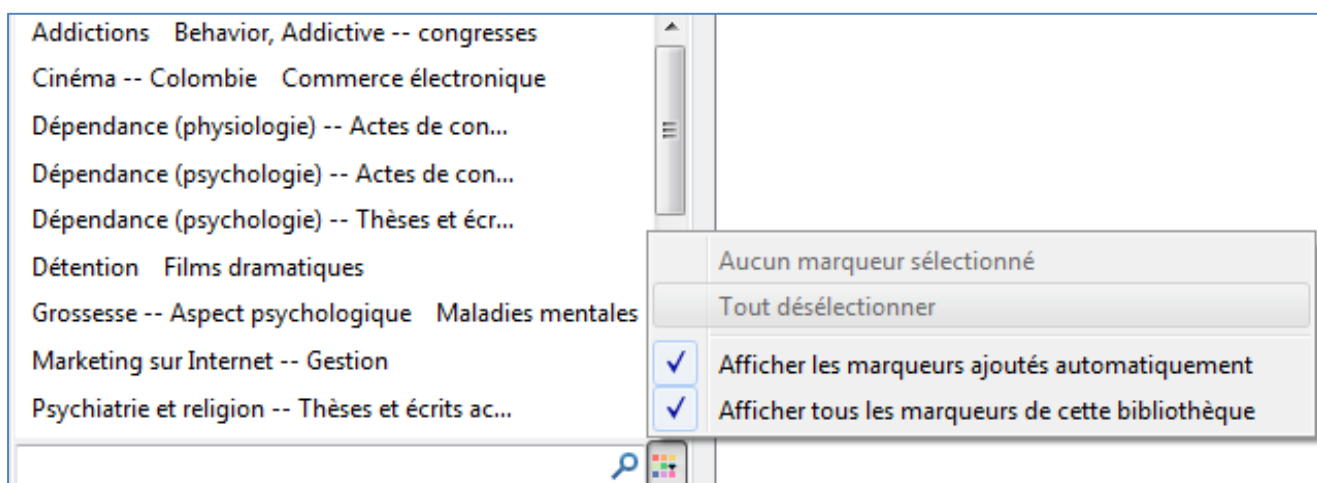 Addictions Behavior, Addictive -- congresses
Cinéma -- Colombie Commerce électronique
Dépendance (physiologie) -- Actes de con...
Dépendance (psychologie) -- Actes de con...
Dépendance (psychologie) -- Thèses et écr...
Détention Films dramatiques
Grossesse -- Aspect psychologique Maladies mentales
Marketing sur Internet -- Gestion
Psychiatrie et religion -- Thèses et écrits ac...
Aucun marqueur sélectionné
Tout désélectionner
Afficher les marqueurs ajoutés automatiquement
Afficher tous les marqueurs de cette bibliothèque